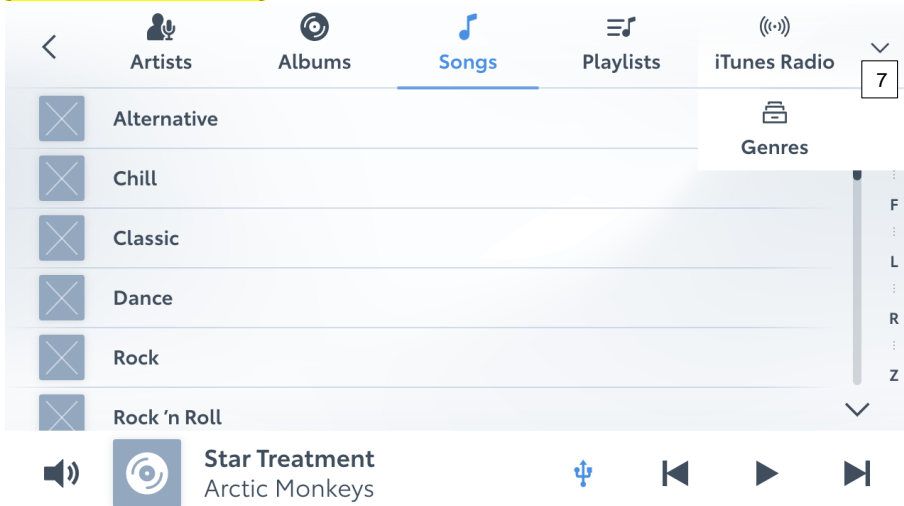 Artists
Albums
Songs
Playlists
iTunes Radio
7
Genres
Alternative
Chill
Classic
Dance
Rock
Rock ’n Roll
F
L
R
Z
Star Treatment
Arctic Monkeys